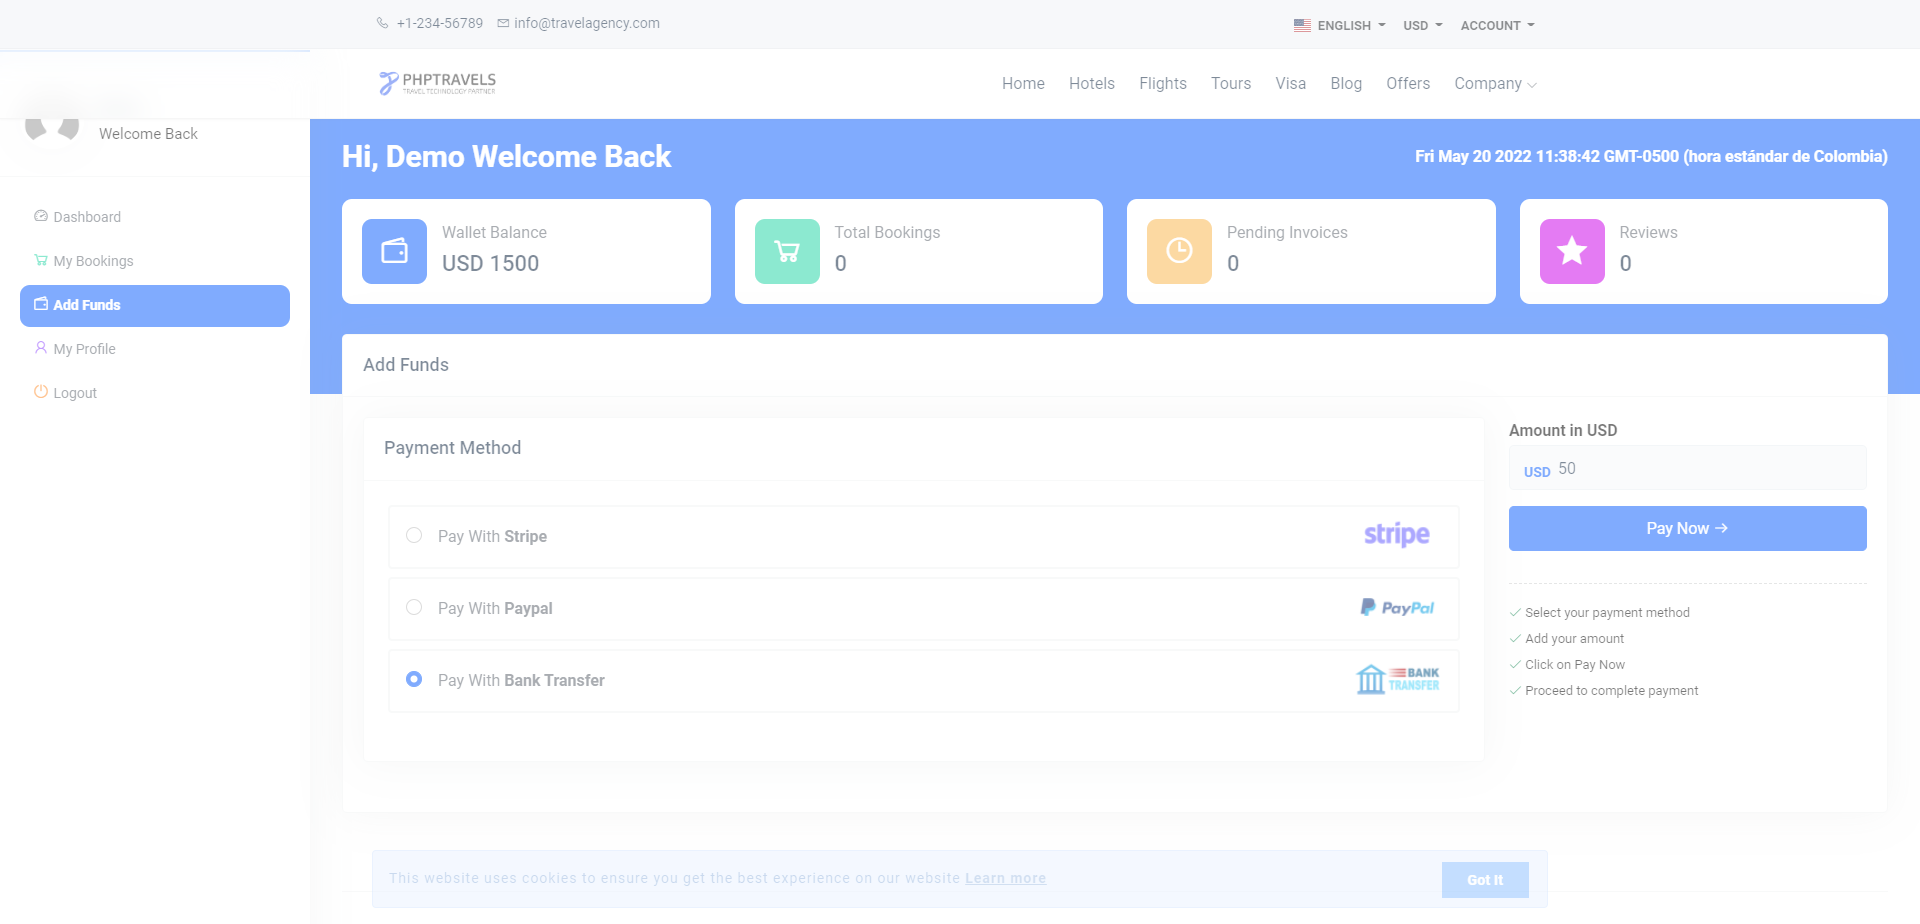 +1-234-56789 info@travelagency.com ENGLISH USD ACCOUNT
PHPTRAVELS
TRAVEL TECHNOLOGY PARTNER
Home Hotels Flights Tours Visa Blog Offers Company
Welcome Back
Dashboard
My Bookings
Add Funds
My Profile
Logout
Hi, Demo Welcome Back
Fri May 20 2022 11:38:42 GMT-0500 (hora estándar de Colombia)
Wallet Balance
USD 1500
Total Bookings
0
Pending Invoices
0
Reviews
0
Add Funds
Payment Method
Pay With Stripe
stripe
Pay With Paypal
PayPal
Pay With Bank Transfer
BANK
TRANSFER
Amount in USD
USD 50
Pay Now
Select your payment method
Add your amount
Click on Pay Now
Proceed to complete payment
This website uses cookies to ensure you get the best experience on our website Learn more
Got It